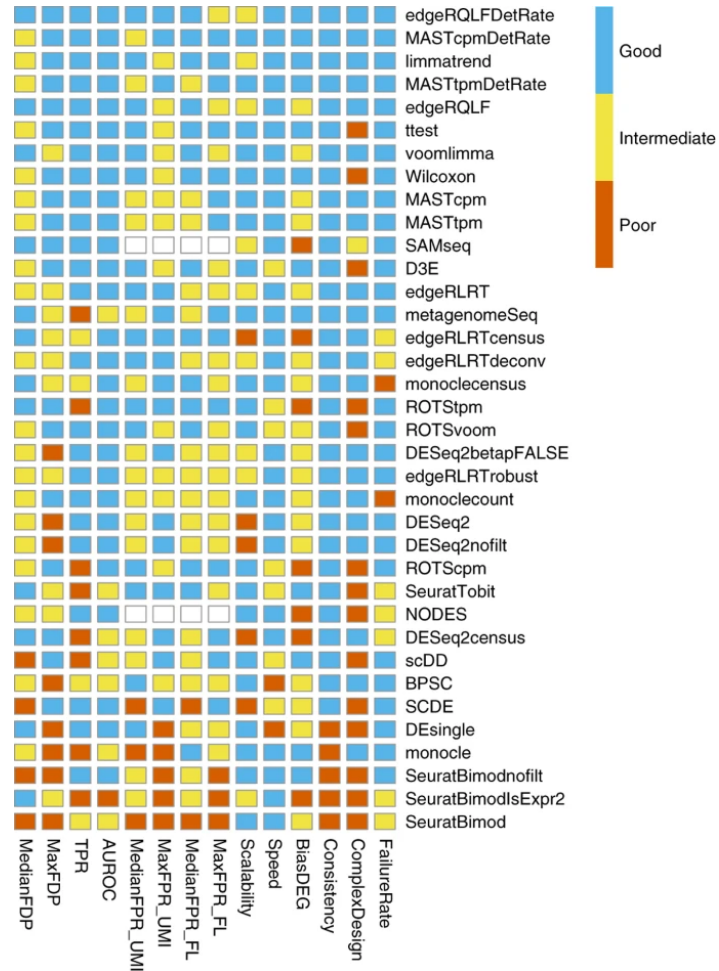 edgeRQLFDetRate
MASTcpmDetRate
limmatrend
MASTtpmDetRate
edgeRQLF
ttest
voomlimma
Wilcoxon
MASTcpm
MASTtpm
SAMseq
D3E
edgeRLRT
metagenomeSeq
edgeRLRTcensus
edgeRLRTdeconv
monoclecensus
ROTStpm
ROTSvoom
DESeq2betapFALSE
edgeRLRTrobust
monoclecount
DESeq2
DESeq2nofilt
ROTScpm
SeuratTobit
NODES
DESeq2census
scDD
BPSC
SCDE
DEsingle
monocle
SeuratBimodnofilt
SeuratBimodIsExpr2
SeuratBimod
Good
Intermediate
Poor
MedianFDP
MaxFDP
TPR
AUROC
MedianFPR_UMI
MaxFPR_UMI
MedianFPR_FL
MaxFPR_FL
Scalability
Speed
BiasDEG
Consistency
ComplexDesign
FailureRate